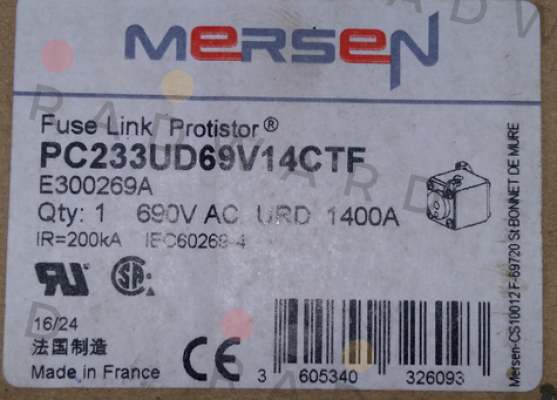 MERSEN
Fuse Link Protistor®
PC233UD69V14CTF
E300269A
Qty: 1 690V AC URD 1400A
IR=200kA IEC60269-4
16/24
法国制造
Made in France
CE
3 605340 326093
Mersen-CS10012 F-69720 St BONNET DE MURE